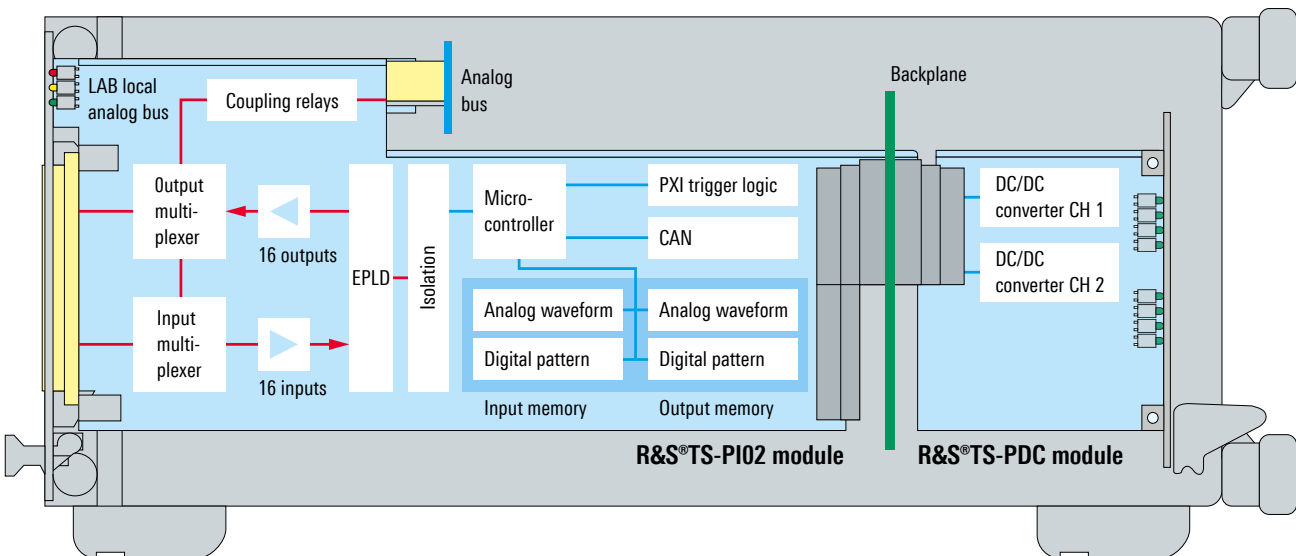 LAB local
analog bus
Coupling relays
Analog
bus
Backplane
Output
multi-
plexer
16 outputs
Input
multi-
plexer
16 inputs
EPLD
Isolation
Micro-
controller
PXI trigger logic
CAN
Analog waveform
Analog waveform
Digital pattern
Digital pattern
Input memory
Output memory
DC/DC
converter CH 1
DC/DC
converter CH 2
R&S®TS-PI02 module
R&S®TS-PDC module